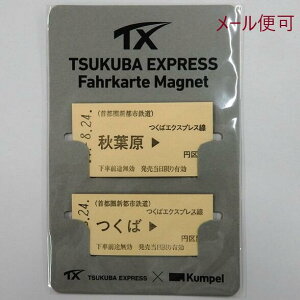 メール便可
TX
TSUKUBA EXPRESS
Fahrkarte Magnet
8.24.
(首都圏新都市鉄道)
つくばエクスプレス線
秋葉原 ▶
円区
下車前途無効 発売当日限り有効
.24.
(首都圏新都市鉄道)
つくばエクスプレス線
つくば ▶
円区
下車前途無効 発売当日限り有効
TX TSUKUBA EXPRESS × Kumpel